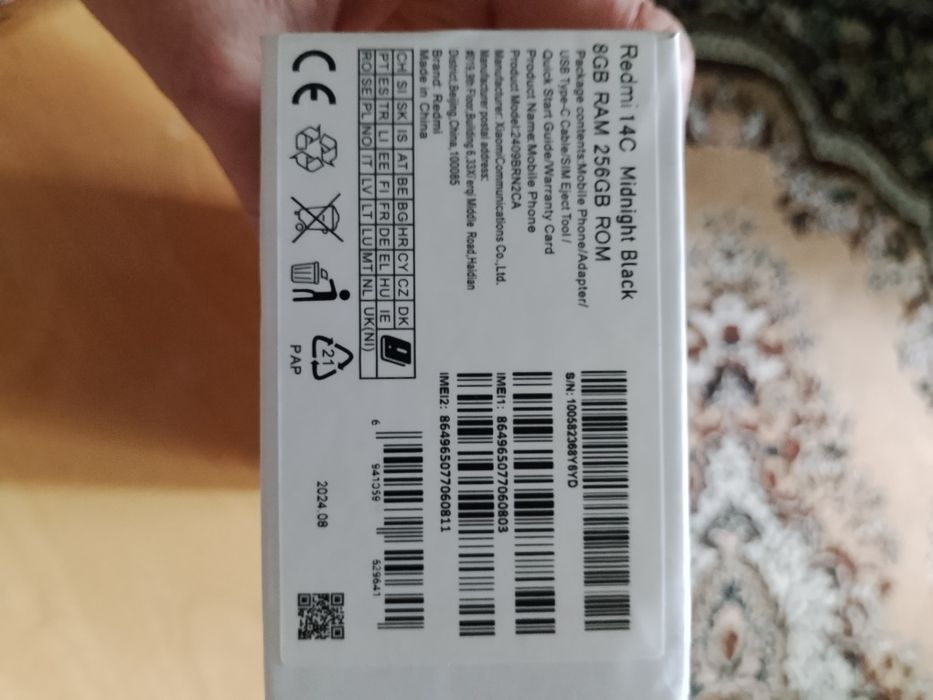 Redmi 14C Midnight Black
8GB RAM 256GB ROM
Package contents:Mobile Phone/Adapter/
USB Type-C Cable/SIM Eject Tool /
Quick Start Guide/Warranty Card
Product Name:Mobile Phone
Product Model:2409BRN2CA
Manufacturer: Xiaomi Communications Co.,Ltd.
Manufacturer postal address:
#019,9th Floor,Building 6,33 Xi'erqi Middle Road,Haidian
District,Beijing,China,100085
Brand: Redmi
Made in China
CH SI SK IS AT BE BG HR CY CZ DK
PT ES TR LI EE FI FR DE EL HU IE
RO SE PL NO IT LV LT LU MT NL UK(NI)
CE
21
PAP
S/N: 100582368Y6YD
IMEI1: 864965077060803
IMEI2: 864965077060811
6 941059 629641
2024.08